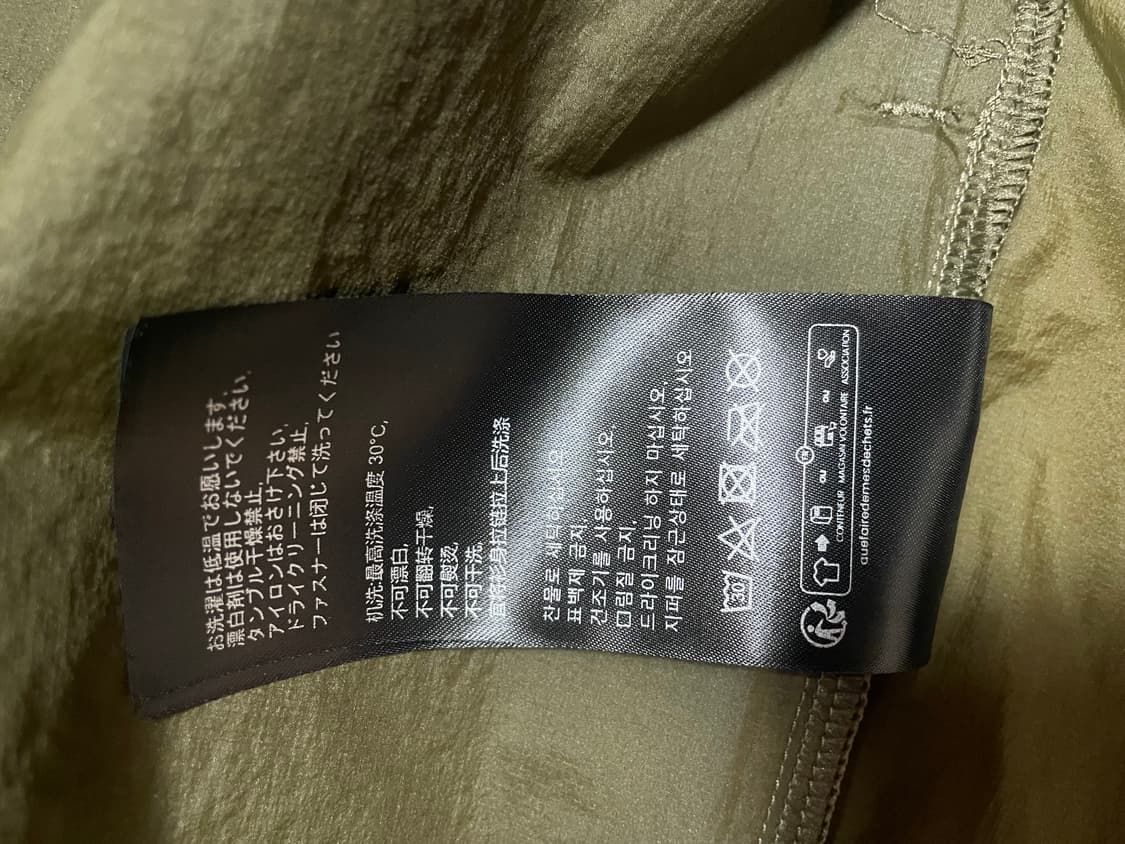 お洗濯は低温でお願いします.
漂白剤は使用しないでください.
タンブル干燥禁止,
アイロンはおさけ下さい.
ドライクリーニング禁止,
ファスナーは閉じて洗ってください
机洗:最高洗涤温度 30°C,
不可漂白,
不可翻转干燥,
不可熨烫,
不可干洗,
宜将衫身拉链拉上后洗涤
찬물로 세탁하십시오,
표백제 금지,
건조기를 사용하십시오,
림질 금지,
드라이크리닝 하지 마십시오,
지퍼를 잠근상태로 세탁하십시오
30°
FR
ou
ou
CONTENEUR MAGASIN VOLONTAIRE ASSOCIATION
quefairedemesdechets.fr